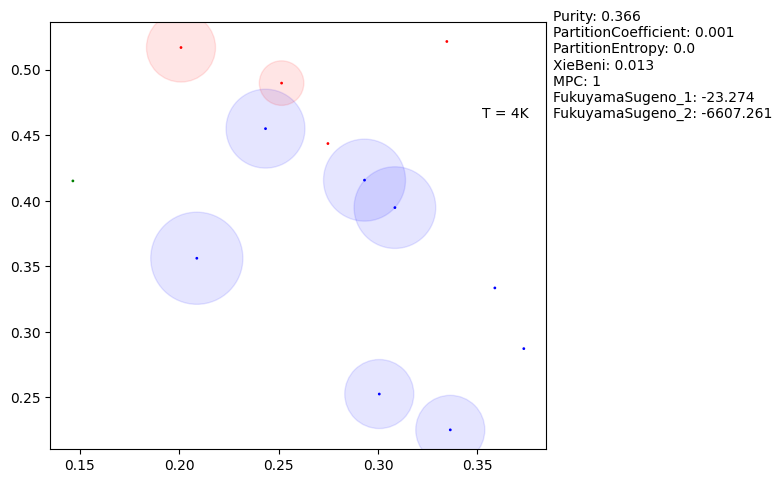 Purity: 0.366
PartitionCoefficient: 0.001
PartitionEntropy: 0.0
XieBeni: 0.013
MPC: 1
FukuyamaSugeno_1: -23.274
T = 4K
FukuyamaSugeno_2: -6607.261
0.50
0.45
0.40
0.35
0.30
0.25
0.15
0.20
0.25
0.30
0.35